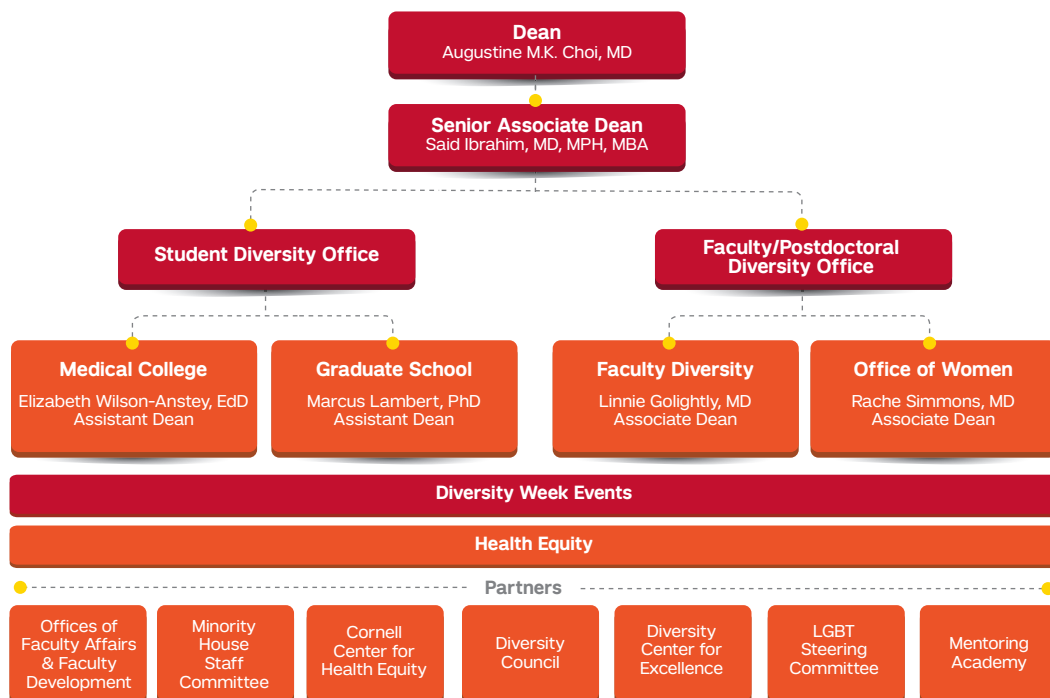 Dean
Augustine M.K. Choi, MD
Senior Associate Dean
Said Ibrahim, MD, MPH, MBA
Student Diversity Office
Faculty/Postdoctoral
Diversity Office
Medical College
Elizabeth Wilson-Anstey, EdD
Assistant Dean
Graduate School
Marcus Lambert, PhD
Assistant Dean
Faculty Diversity
Linnie Golightly, MD
Associate Dean
Office of Women
Rache Simmons, MD
Associate Dean
Diversity Week Events
Health Equity
Partners
Offices of
Faculty Affairs
& Faculty
Development
Minority
House
Staff
Committee
Cornell
Center for
Health Equity
Diversity
Council
Diversity
Center for
Excellence
LGBT
Steering
Committee
Mentoring
Academy